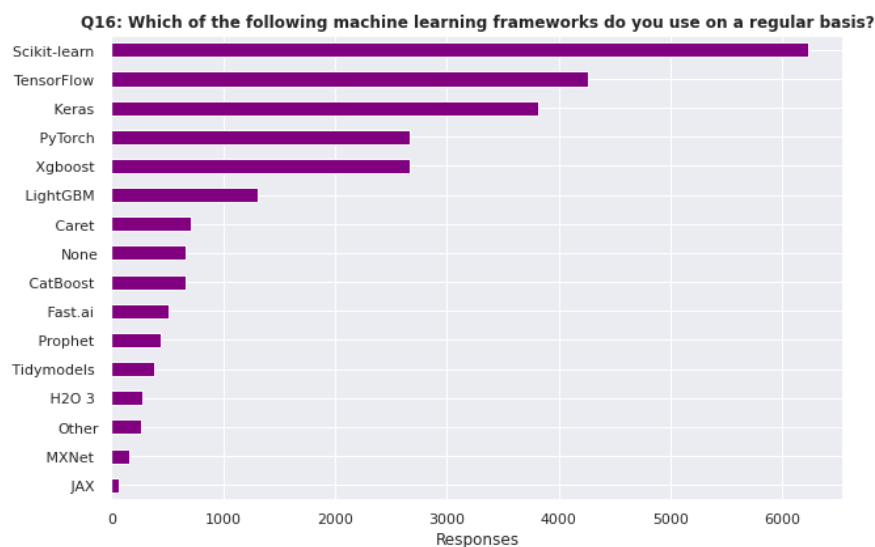 Q16: Which of the following machine learning frameworks do you use on a regular basis?
Scikit-learn
TensorFlow
Keras
PyTorch
Xgboost
LightGBM
Caret
None
CatBoost
Fast.ai
Prophet
Tidymodels
H2O 3
Other
MXNet
JAX
0 1000 2000 3000 4000 5000 6000
Responses